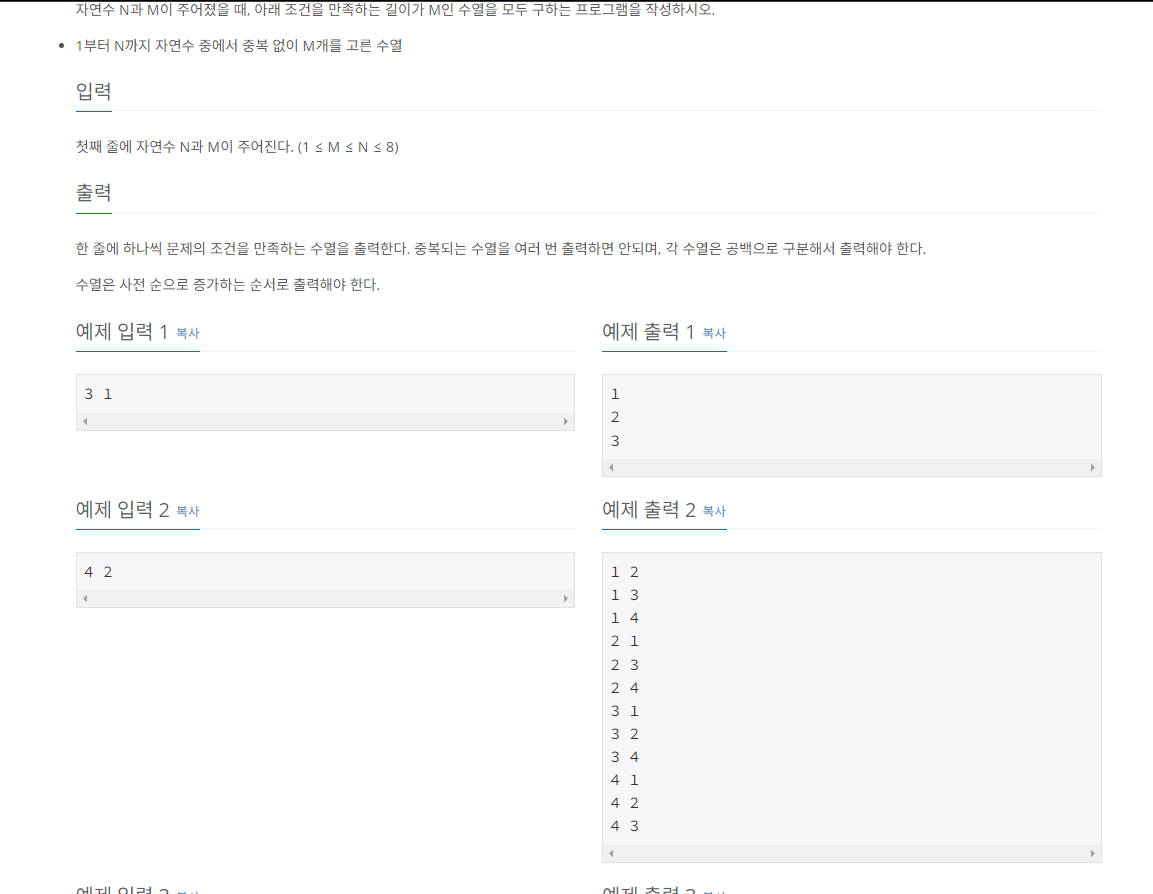 자연수 N과 M이 주어졌을 때, 아래 조건을 만족하는 길이가 M인 수열을 모두 구하는 프로그램을 작성하시오.
1부터 N까지 자연수 중에서 중복 없이 M개를 고른 수열
입력
첫째 줄에 자연수 N과 M이 주어진다. (1 ≤ M ≤ N ≤ 8)
출력
한 줄에 하나씩 문제의 조건을 만족하는 수열을 출력한다. 중복되는 수열을 여러 번 출력하면 안되며, 각 수열은 공백으로 구분해서 출력해야 한다.
수열은 사전 순으로 증가하는 순서로 출력해야 한다.
예제 입력 1 복사
3 1
예제 출력 1 복사
1
2
3
예제 입력 2 복사
4 2
예제 출력 2 복사
1 2
1 3
1 4
2 1
2 3
2 4
3 1
3 2
3 4
4 1
4 2
4 3